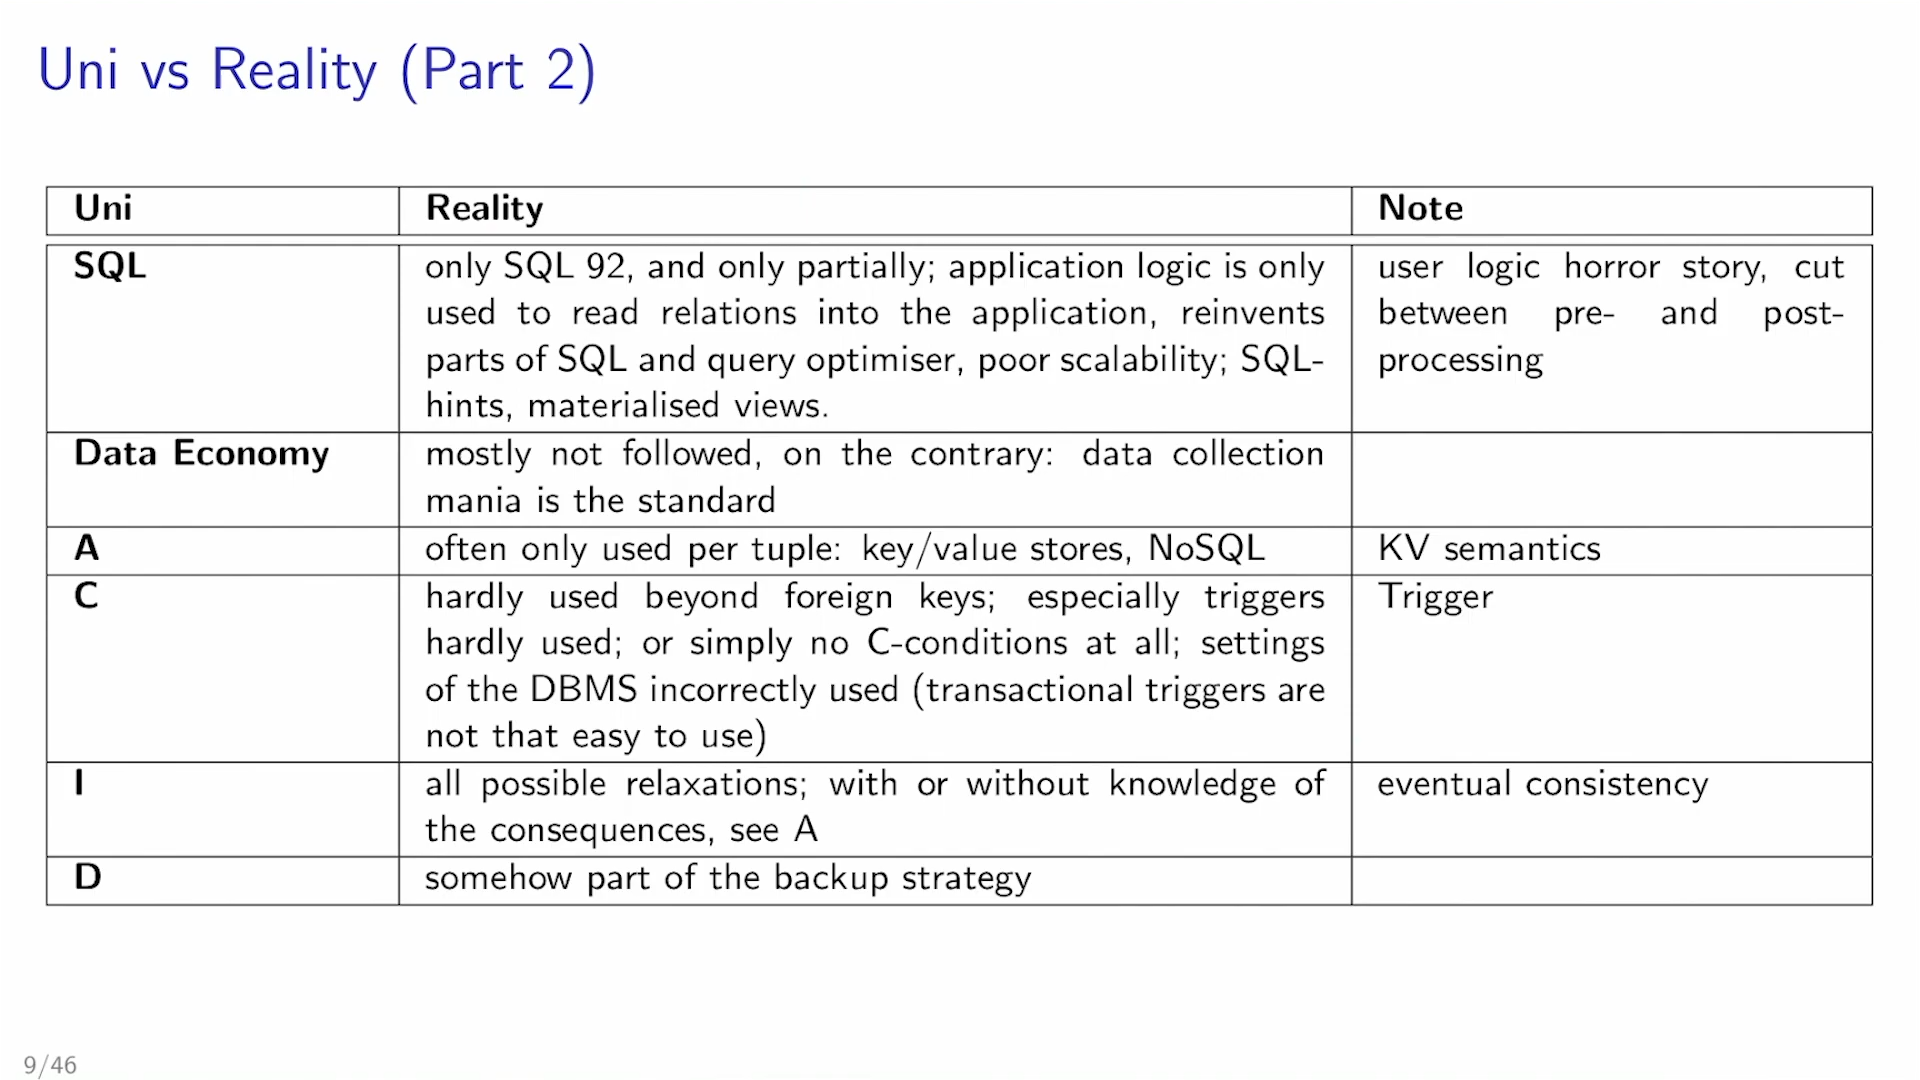 Uni vs Reality (Part 2)
Uni Reality Note
SQL only SQL 92, and only partially; application logic is only user logic horror story, cut
used to read relations into the application, reinvents between pre- and post-
parts of SQL and query optimiser, poor scalability; SQL- processing
hints, materialised views.
Data Economy mostly not followed, on the contrary: data collection
mania is the standard
A often only used per tuple: key/value stores, NoSQL KV semantics
C hardly used beyond foreign keys; especially triggers Trigger
hardly used; or simply no C-conditions at all; settings
of the DBMS incorrectly used (transactional triggers are
not that easy to use)
I all possible relaxations; with or without knowledge of eventual consistency
the consequences, see A
D somehow part of the backup strategy
9/46